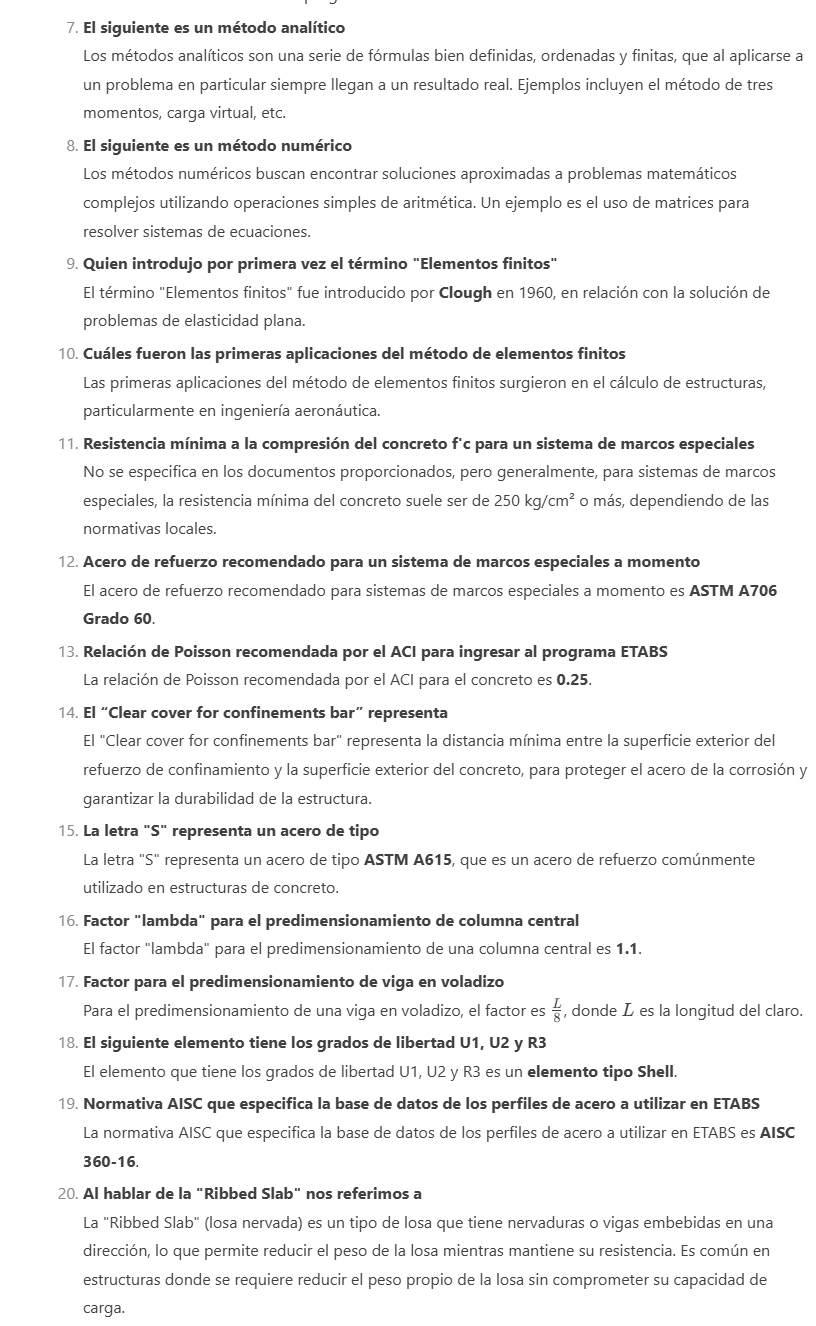 7. El siguiente es un método analítico
Los métodos analíticos son una serie de fórmulas bien definidas, ordenadas y finitas, que al aplicarse a
un problema en particular siempre llegan a un resultado real. Ejemplos incluyen el método de tres
momentos, carga virtual, etc.
8. El siguiente es un método numérico
Los métodos numéricos buscan encontrar soluciones aproximadas a problemas matemáticos
complejos utilizando operaciones simples de aritmética. Un ejemplo es el uso de matrices para
resolver sistemas de ecuaciones.
9. Quien introdujo por primera vez el término "Elementos finitos"
El término "Elementos finitos" fue introducido por Clough en 1960, en relación con la solución de
problemas de elasticidad plana.
10. Cuáles fueron las primeras aplicaciones del método de elementos finitos
Las primeras aplicaciones del método de elementos finitos surgieron en el cálculo de estructuras,
particularmente en ingeniería aeronáutica.
11. Resistencia mínima a la compresión del concreto f'c para un sistema de marcos especiales
No se especifica en los documentos proporcionados, pero generalmente, para sistemas de marcos
especiales, la resistencia mínima del concreto suele ser de 250 kg/cm² o más, dependiendo de las
normativas locales.
12. Acero de refuerzo recomendado para un sistema de marcos especiales a momento
El acero de refuerzo recomendado para sistemas de marcos especiales a momento es ASTM A706
Grado 60.
13. Relación de Poisson recomendada por el ACI para ingresar al programa ETABS
La relación de Poisson recomendada por el ACI para el concreto es 0.25.
14. El “Clear cover for confinements bar” representa
El "Clear cover for confinements bar" representa la distancia mínima entre la superficie exterior del
refuerzo de confinamiento y la superficie exterior del concreto, para proteger el acero de la corrosión y
garantizar la durabilidad de la estructura.
15. La letra "S" representa un acero de tipo
La letra "S" representa un acero de tipo ASTM A615, que es un acero de refuerzo comúnmente
utilizado en estructuras de concreto.
16. Factor "lambda" para el predimensionamiento de columna central
El factor "lambda" para el predimensionamiento de una columna central es 1.1.
17. Factor para el predimensionamiento de viga en voladizo
Para el predimensionamiento de una viga en voladizo, el factor es L/8, donde L es la longitud del claro.
18. El siguiente elemento tiene los grados de libertad U1, U2 y R3
El elemento que tiene los grados de libertad U1, U2 y R3 es un elemento tipo Shell.
19. Normativa AISC que especifica la base de datos de los perfiles de acero a utilizar en ETABS
La normativa AISC que especifica la base de datos de los perfiles de acero a utilizar en ETABS es AISC
360-16.
20. Al hablar de la "Ribbed Slab" nos referimos a
La "Ribbed Slab" (losa nervada) es un tipo de losa que tiene nervaduras o vigas embebidas en una
dirección, lo que permite reducir el peso de la losa mientras mantiene su resistencia. Es común en
estructuras donde se requiere reducir el peso propio de la losa sin comprometer su capacidad de
carga.